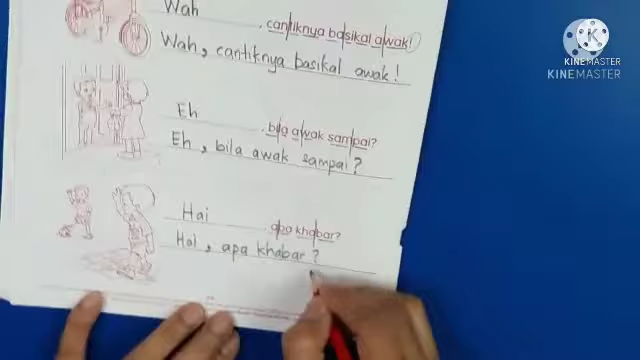 Wah, cantiknya basikal awak!
Wah, cantiknya basikal awak!
Eh, bila awak sampai?
Eh, bila awak sampai?
Hai, apa khabar?
Hai, apa khabar?
KINEMASTER
KINEMASTER